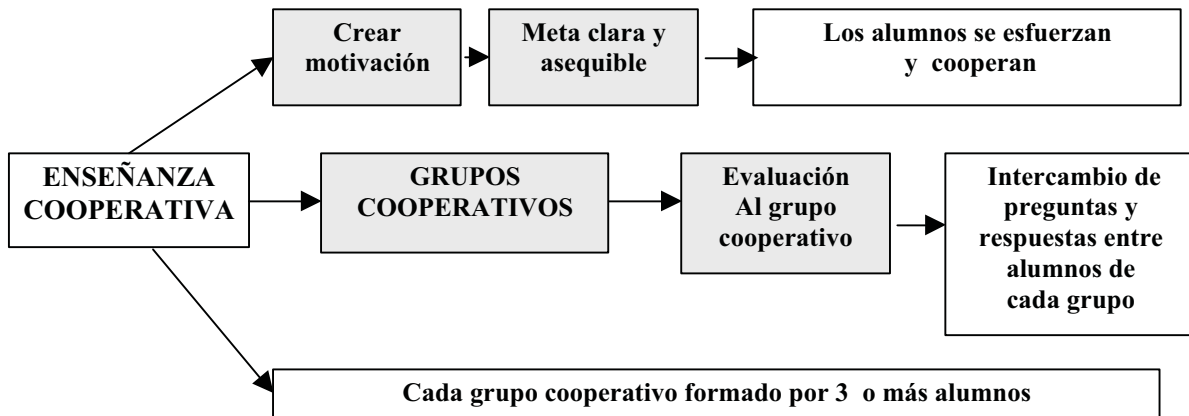 Crear
motivación
Meta clara y
asequible
Los alumnos se esfuerzan
y cooperan
ENSEÑANZA
COOPERATIVA
GRUPOS
COOPERATIVOS
Evaluación
Al grupo
cooperativo
Intercambio de
preguntas y
respuestas entre
alumnos de
cada grupo
Cada grupo cooperativo formado por 3 o más alumnos